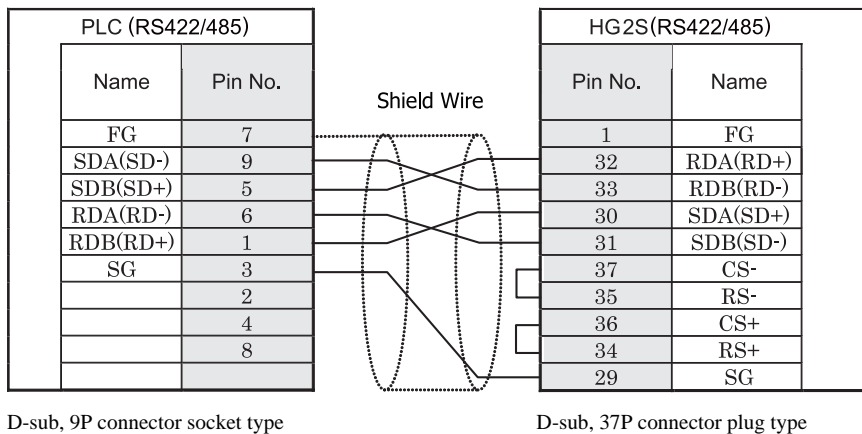 PLC (RS422/485)
Name Pin No.
FG 7
SDA(SD-) 9
SDB(SD+) 5
RDA(RD-) 6
RDB(RD+) 1
SG 3
2
4
8
Shield Wire
HG2S(RS422/485)
Pin No. Name
1 FG
32 RDA(RD+)
33 RDB(RD-)
30 SDA(SD+)
31 SDB(SD-)
37 CS-
35 RS-
36 CS+
34 RS+
29 SG
D-sub, 9P connector socket type
D-sub, 37P connector plug type